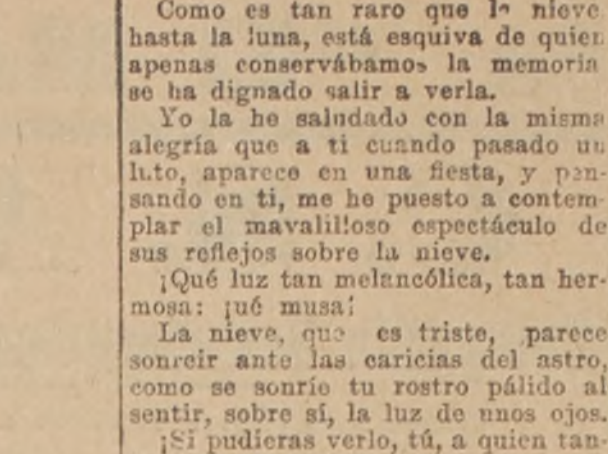 Como es tan raro que la nieve
hasta la luna, está esquiva de quien
apenas conservábamos la memoria
se ha dignado salir a verla.
Yo la he saludado con la misma
alegría que a ti cuando pasado un
luto, aparece en una fiesta, y pen-
sando en ti, me he puesto a contem-
plar el mavalilloso espectáculo de
sus reflejos sobre la nieve.
¡Qué luz tan melancólica, tan her-
mosa: ¡ué musa!
La nieve, que es triste, parece
sonreir ante las caricias del astro,
como se sonríe tu rostro pálido al
sentir, sobre sí, la luz de unos ojos.
¡Si pudieras verlo, tú, a quien tan-